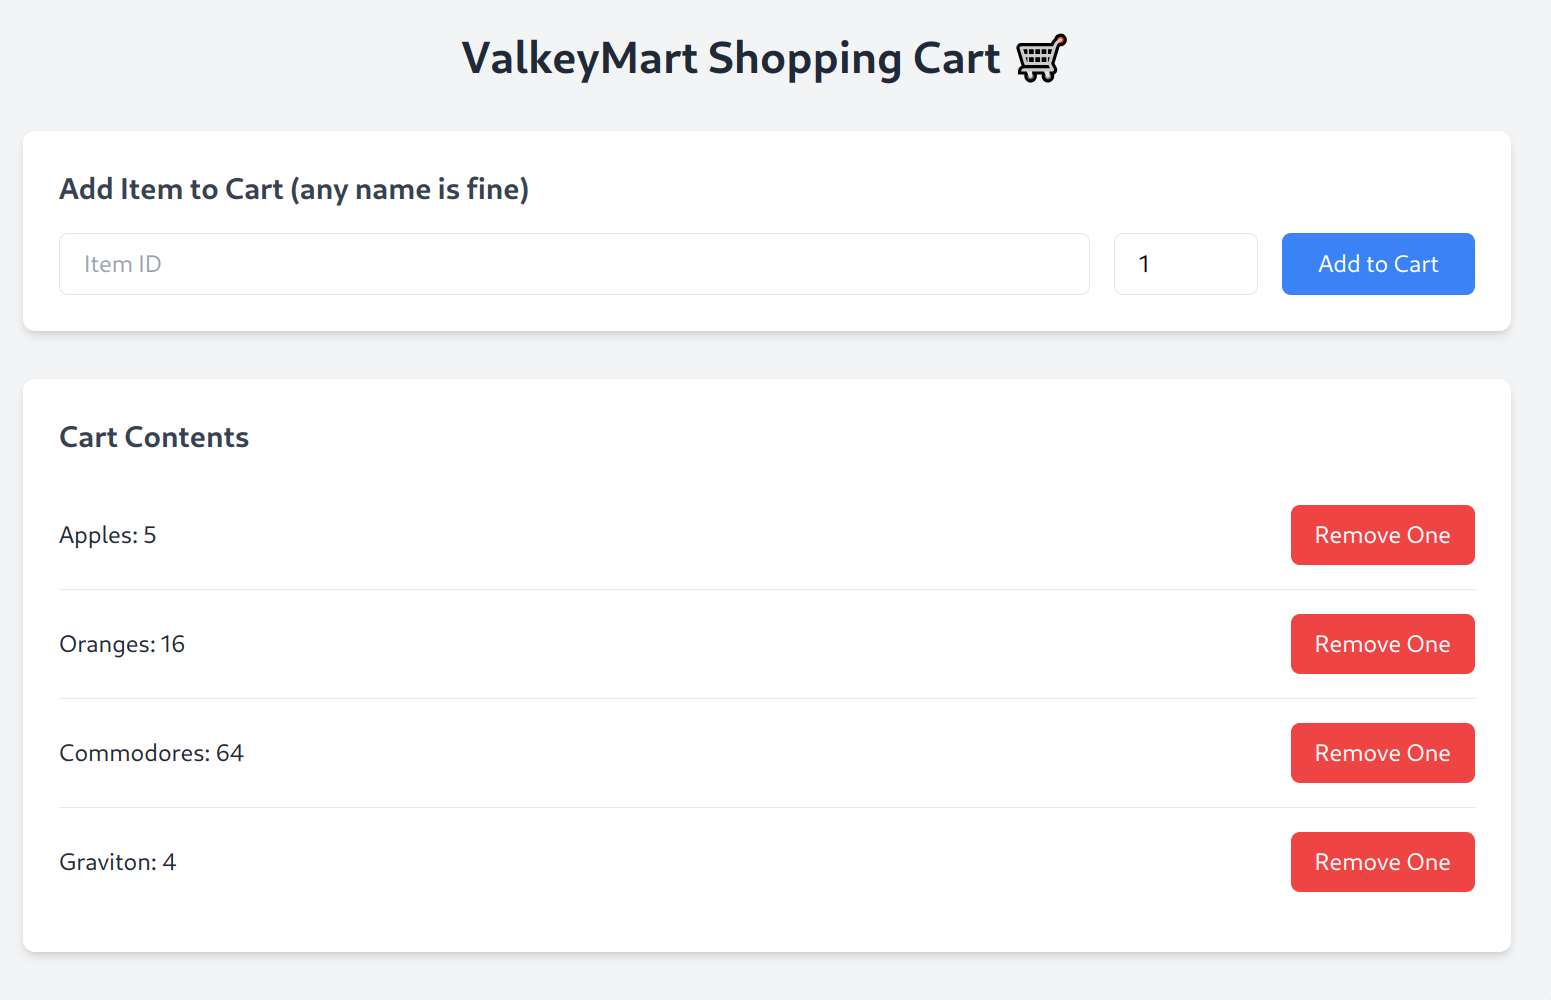 ValkeyMart Shopping Cart
Add Item to Cart (any name is fine)
Item ID 1 Add to Cart
Cart Contents
Apples: 5 Remove One
Oranges: 16 Remove One
Commodores: 64 Remove One
Graviton: 4 Remove One